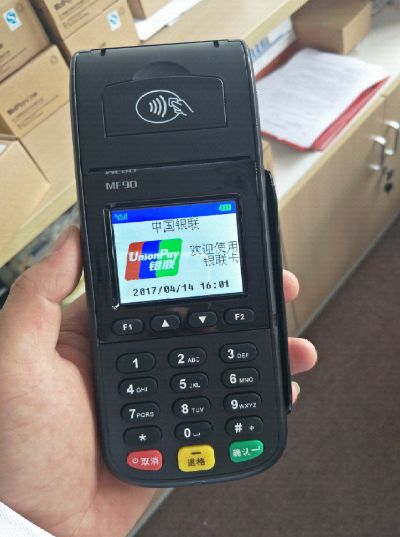 MF90
中国银联
UnionPay
银联
欢迎使用
银联卡
2017/04/14 16:01
F1
F2
1
2 ABC
3 DEF
4 GHI
5 JKL
6 MNO
7 PQRS
8 TUV
9 WXYZ
*
0
#
取消
退格
确认